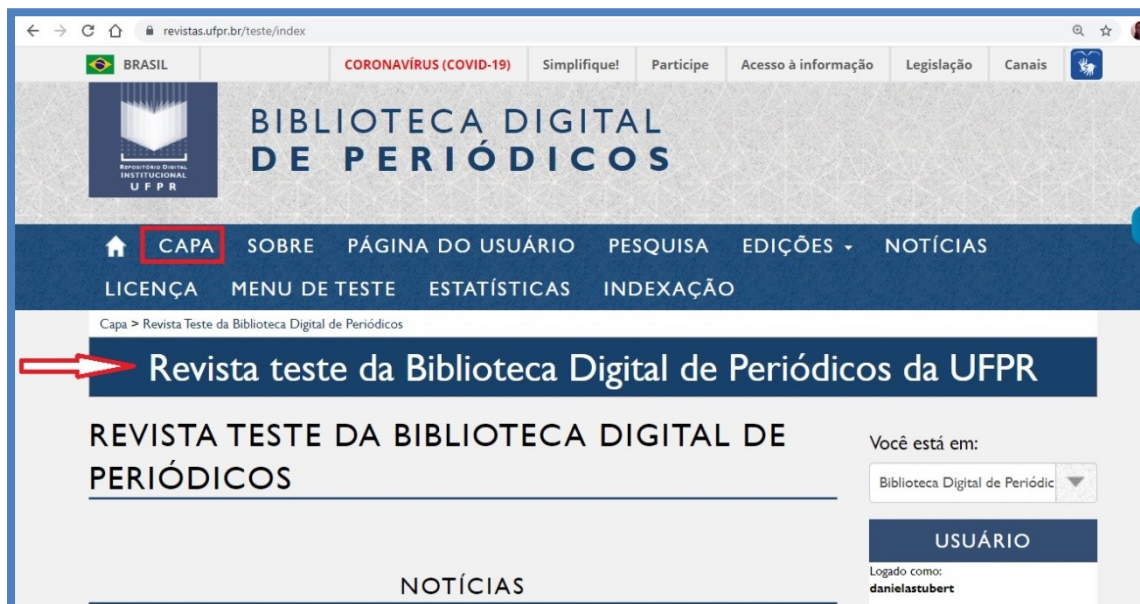 revistas.ufpr.br/teste/index
BRASIL CORONAVÍRUS (COVID-19) Simplifique! Participe Acesso à informação Legislação Canais
BIBLIOTECA DIGITAL
DE PERIÓDICOS
REPOSITÓRIO DIGITAL
INSTITUCIONAL
UFPR
CAPA SOBRE PÁGINA DO USUÁRIO PESQUISA EDIÇÕES NOTÍCIAS
LICENÇA MENU DE TESTE ESTATÍSTICAS INDEXAÇÃO
Capa > Revista Teste da Biblioteca Digital de Periódicos
Revista teste da Biblioteca Digital de Periódicos da UFPR
REVISTA TESTE DA BIBLIOTECA DIGITAL DE
PERIÓDICOS
Você está em:
Biblioteca Digital de Periódic
USUÁRIO
Logado como:
danielastubert
NOTÍCIAS